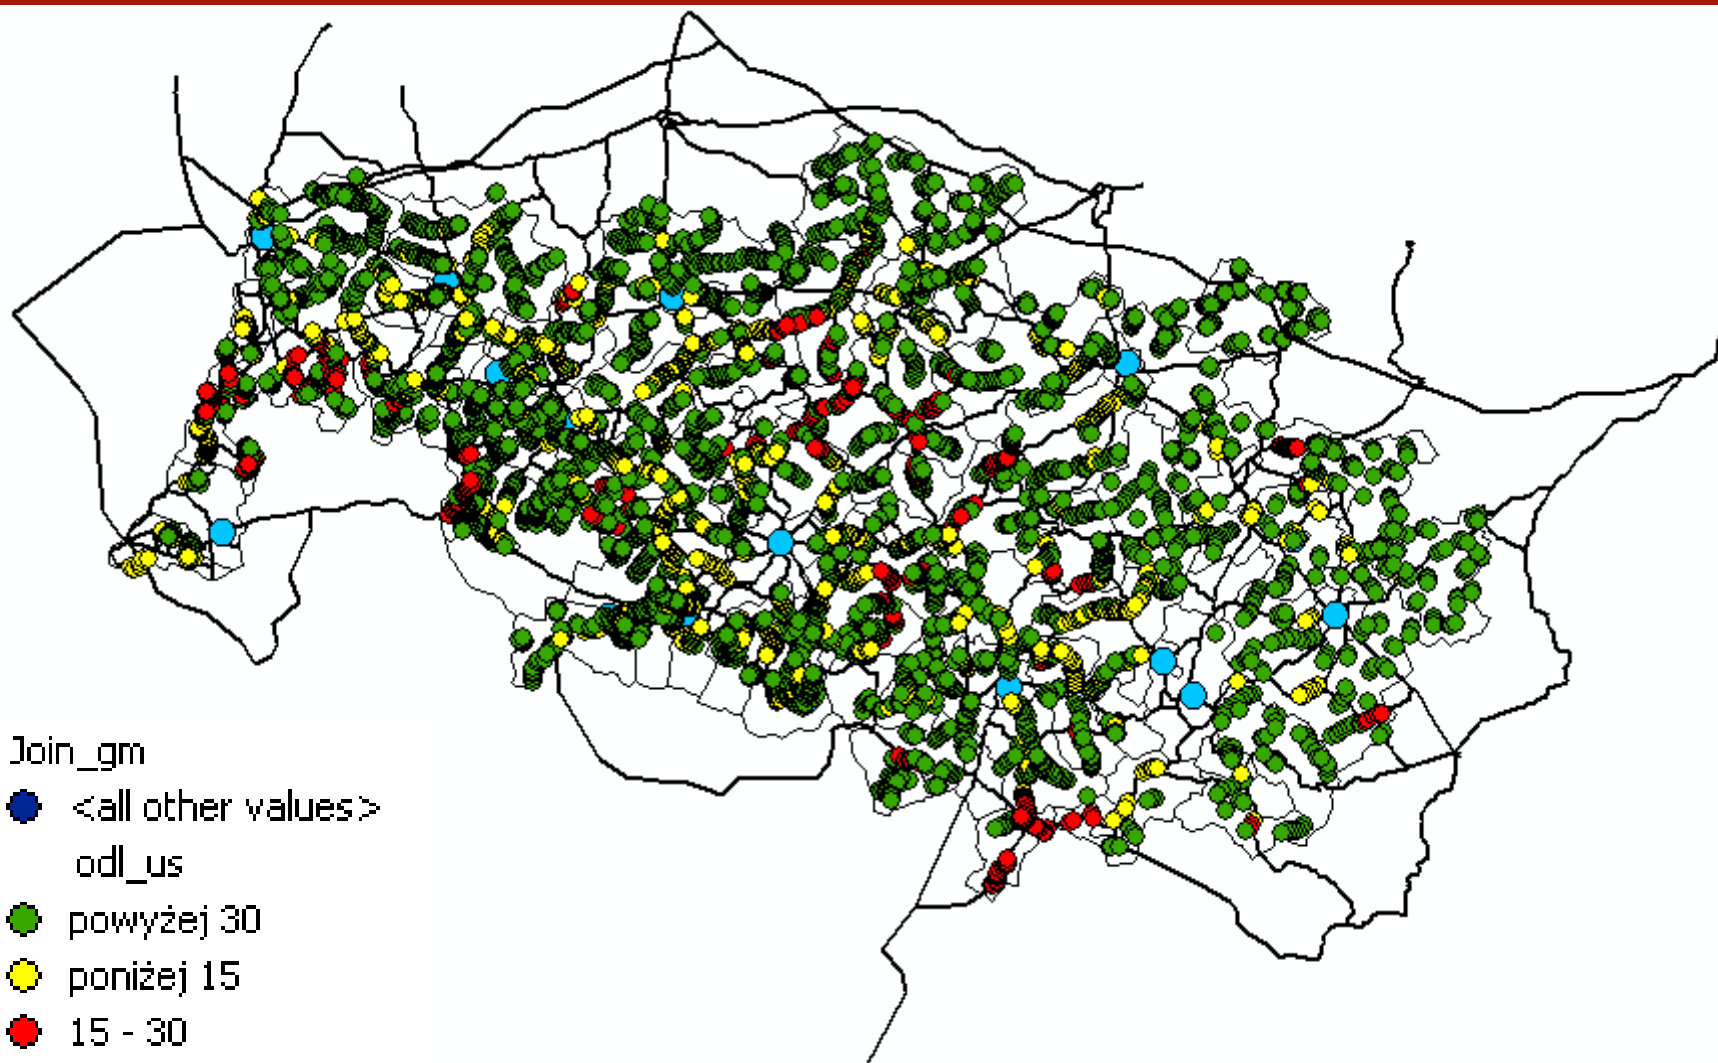 Join_gm
<all other values>
odl_us
powyżej 30
poniżej 15
15 - 30